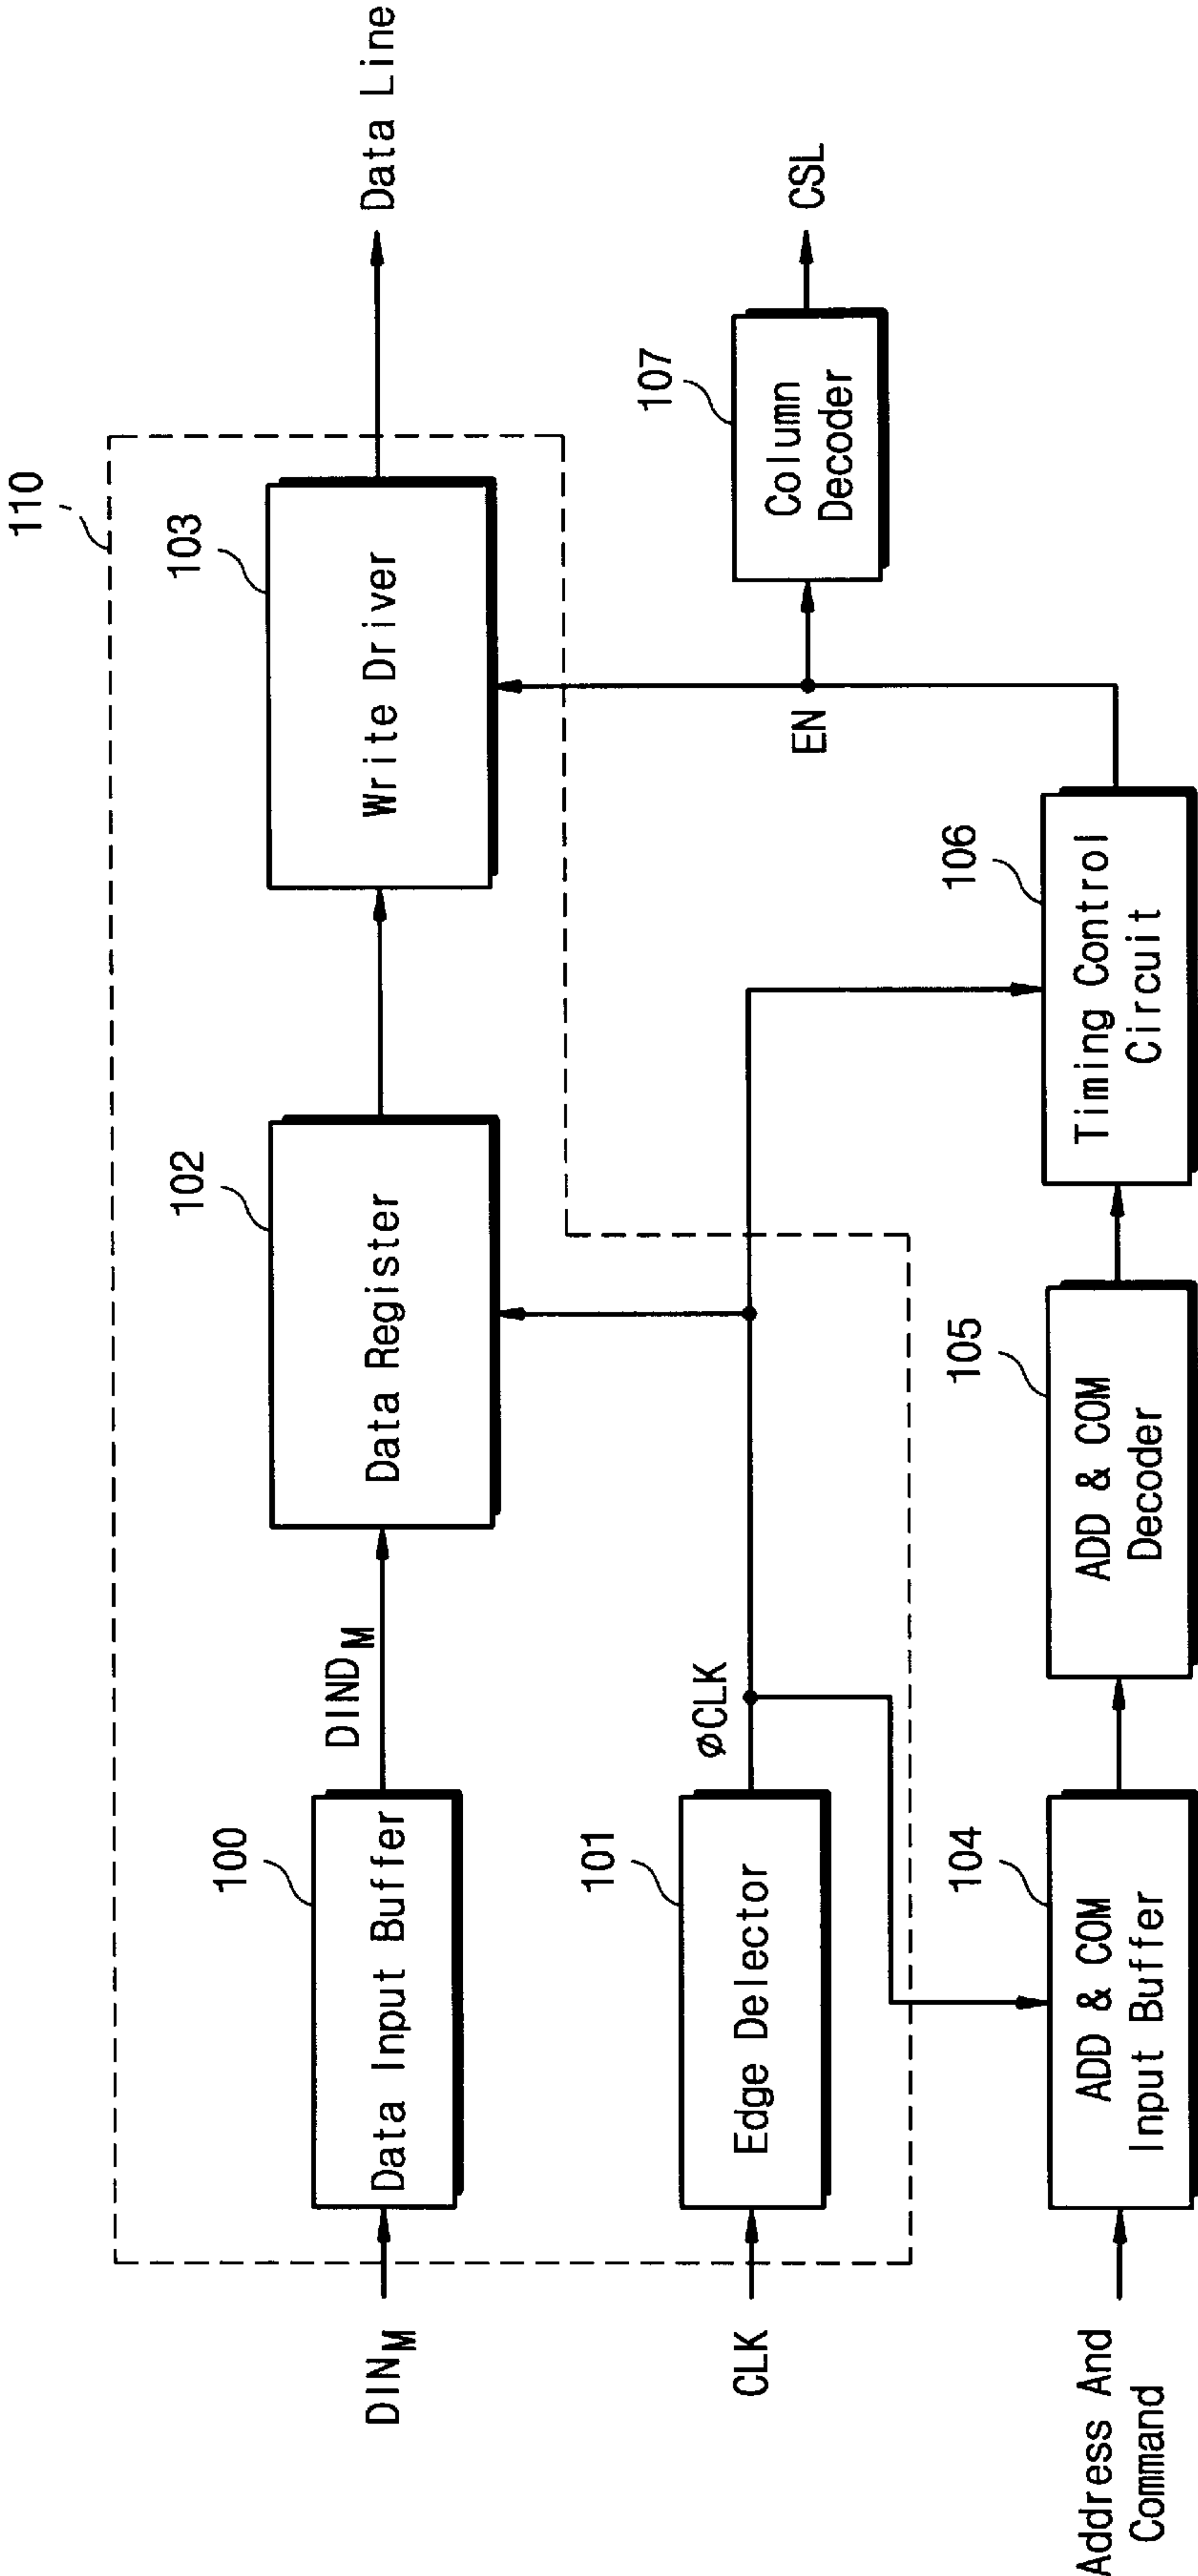 110
100
102
103
DIN_M
Data Input Buffer
DIND_M
Data Register
Write Driver
Data Line
101
CLK
Edge Delector
øCLK
EN
107
Column
Decoder
CSL
104
105
106
Address And
Command
ADD & COM
Input Buffer
ADD & COM
Decoder
Timing Control
Circuit